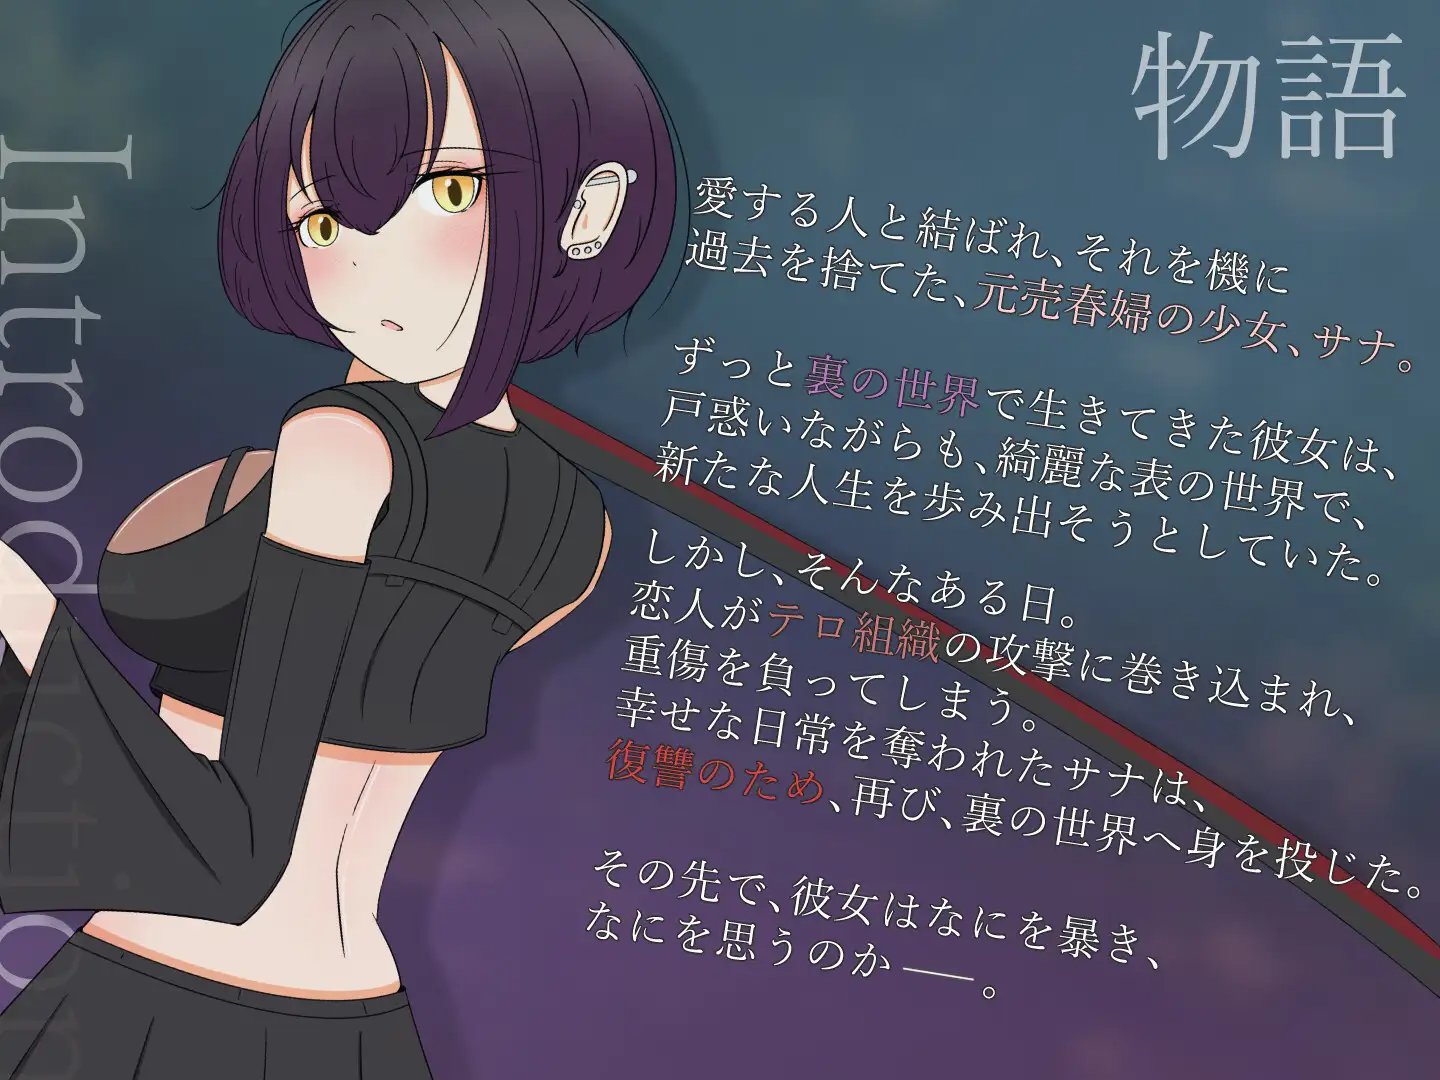 物語
Introduction
愛する人と結ばれ、それを機に
過去を捨てた、元売春婦の少女、サナ。
ずっと裏の世界で生きてきた彼女は、
戸惑いながらも、綺麗な表の世界で、
新たな人生を歩み出そうとしていた。
しかし、そんなある日。
恋人がテロ組織の攻撃に巻き込まれ、
重傷を負ってしまう。
幸せな日常を奪われたサナは、
復讐のため、再び、裏の世界へ身を投じた。
その先で、彼女はなにを暴き、
なにを思うのか――。